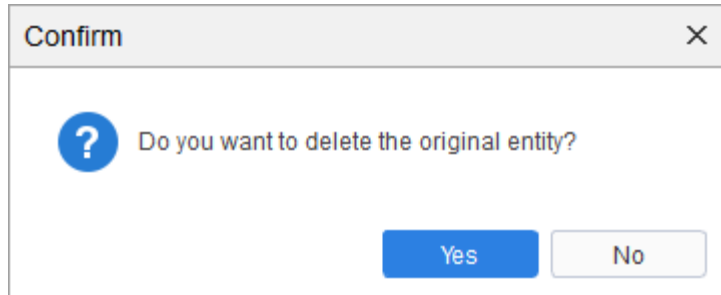 Confirm
Do you want to delete the original entity?
Yes No